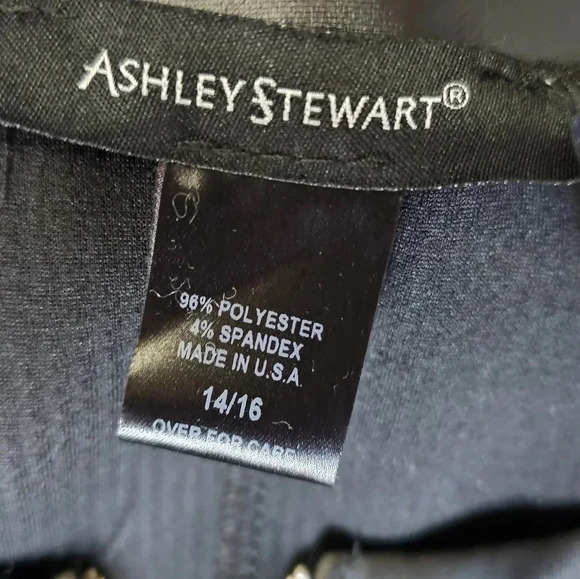 ASHLEY STEWART®
96% POLYESTER
4% SPANDEX
MADE IN U.S.A
14/16
OVER FOR CARE